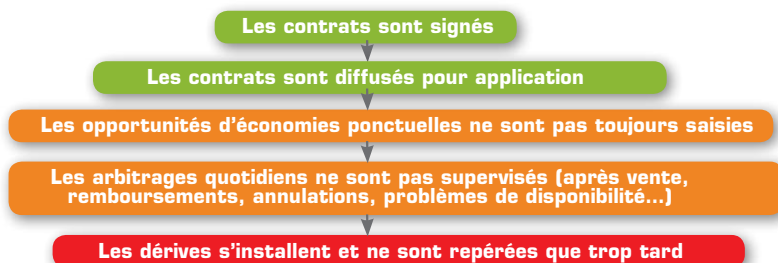 Les contrats sont signés
Les contrats sont diffusés pour application
Les opportunités d'économies ponctuelles ne sont pas toujours saisies
Les arbitrages quotidiens ne sont pas supervisés (après vente,
remboursements, annulations, problèmes de disponibilité...)
Les dérives s'installent et ne sont repérées que trop tard